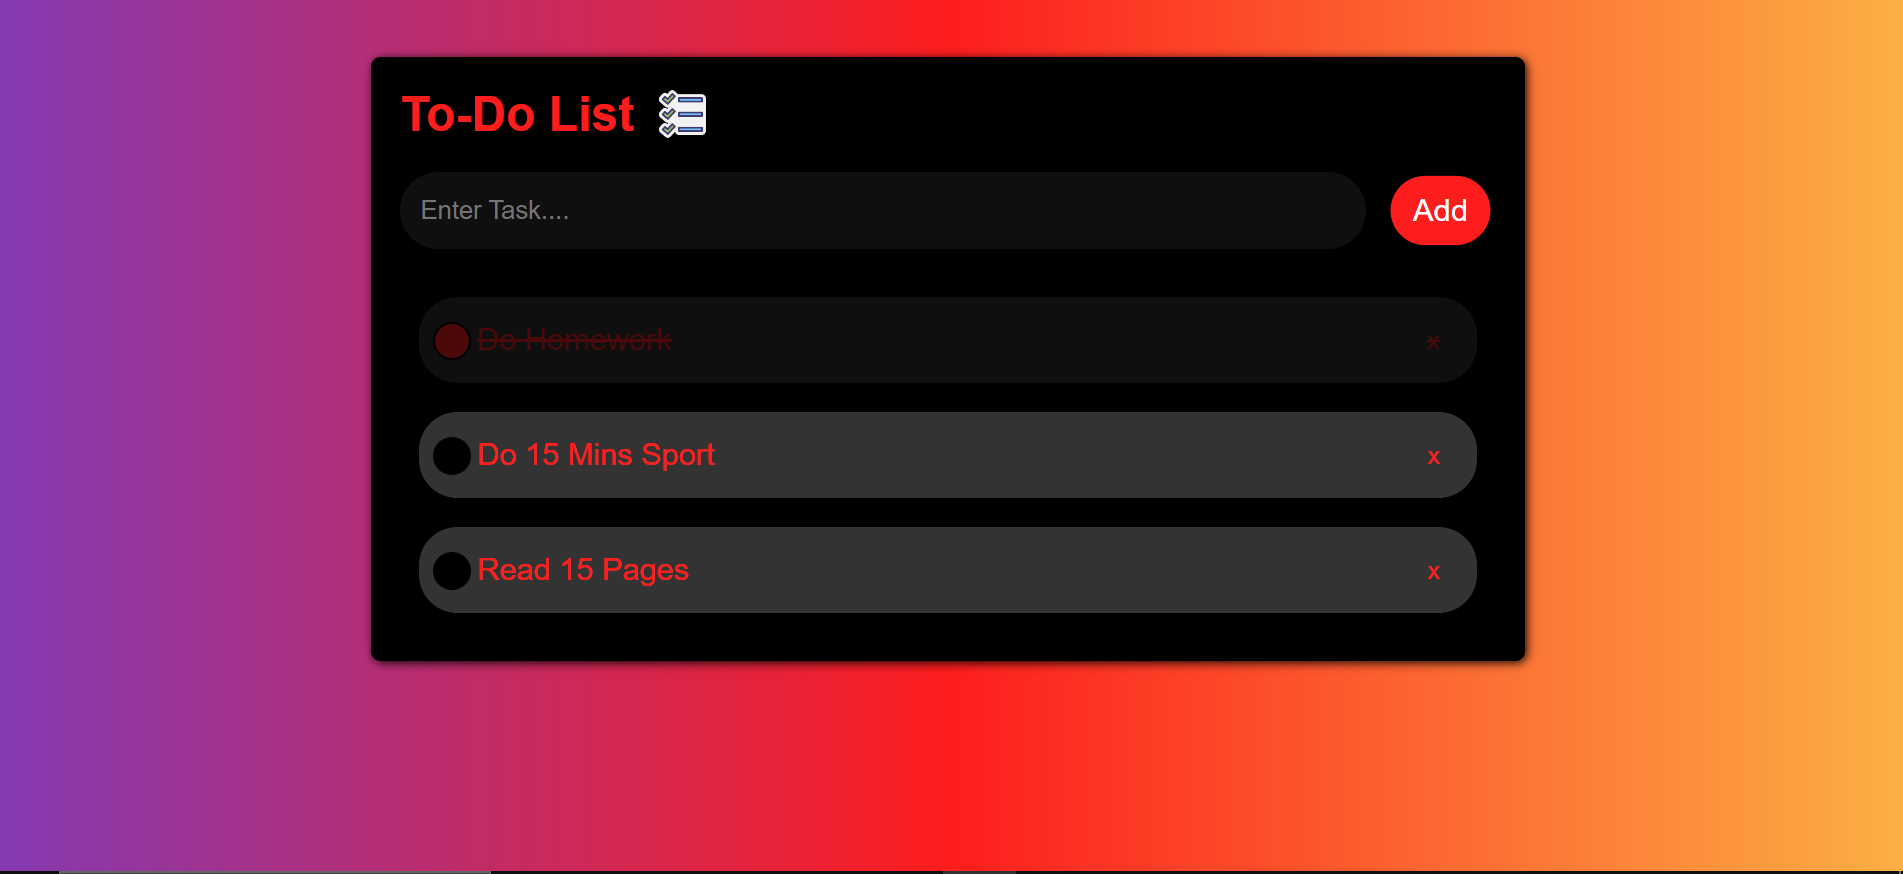 To-Do List
Enter Task....
Add
Do Homework
x
Do 15 Mins Sport
x
Read 15 Pages
x